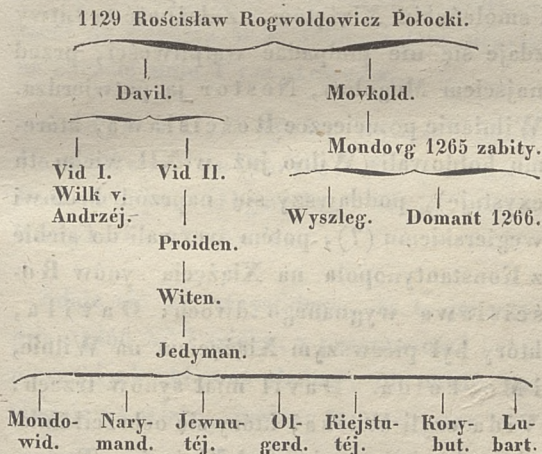 1129 Rościsław Rogwoldowicz Połocki.
Davil. Movkold.
Mondovg 1265 zabity.
Vid I. Vid II.
Wilk v.
Andrzéj.
Wyszleg. Domant 1266.
Proiden.
Witen.
Jedyman.
Mondo- Nary- Jewnu- Ol- Kiejstu- Kory- Lu-
wid. mand. téj. gerd. téj. but. bart.